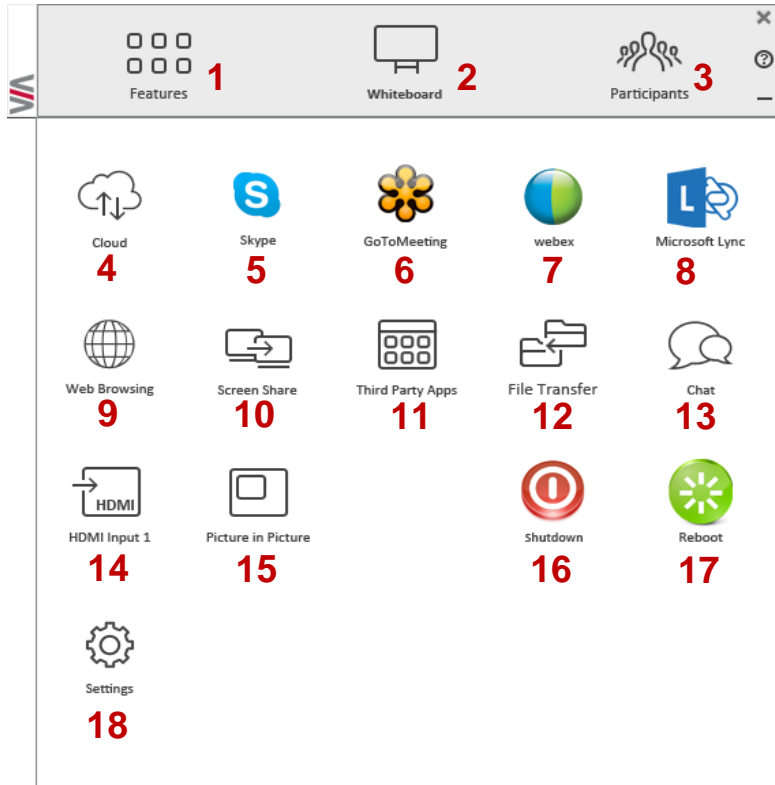 Features 1
Whiteboard 2
Participants 3
Cloud Skype GoToMeeting webex Microsoft Lync
4 5 6 7 8
Web Browsing Screen Share Third Party Apps File Transfer Chat
9 10 11 12 13
HDMI
HDMI Input 1 Picture in Picture Shutdown Reboot
14 15 16 17
Settings
18